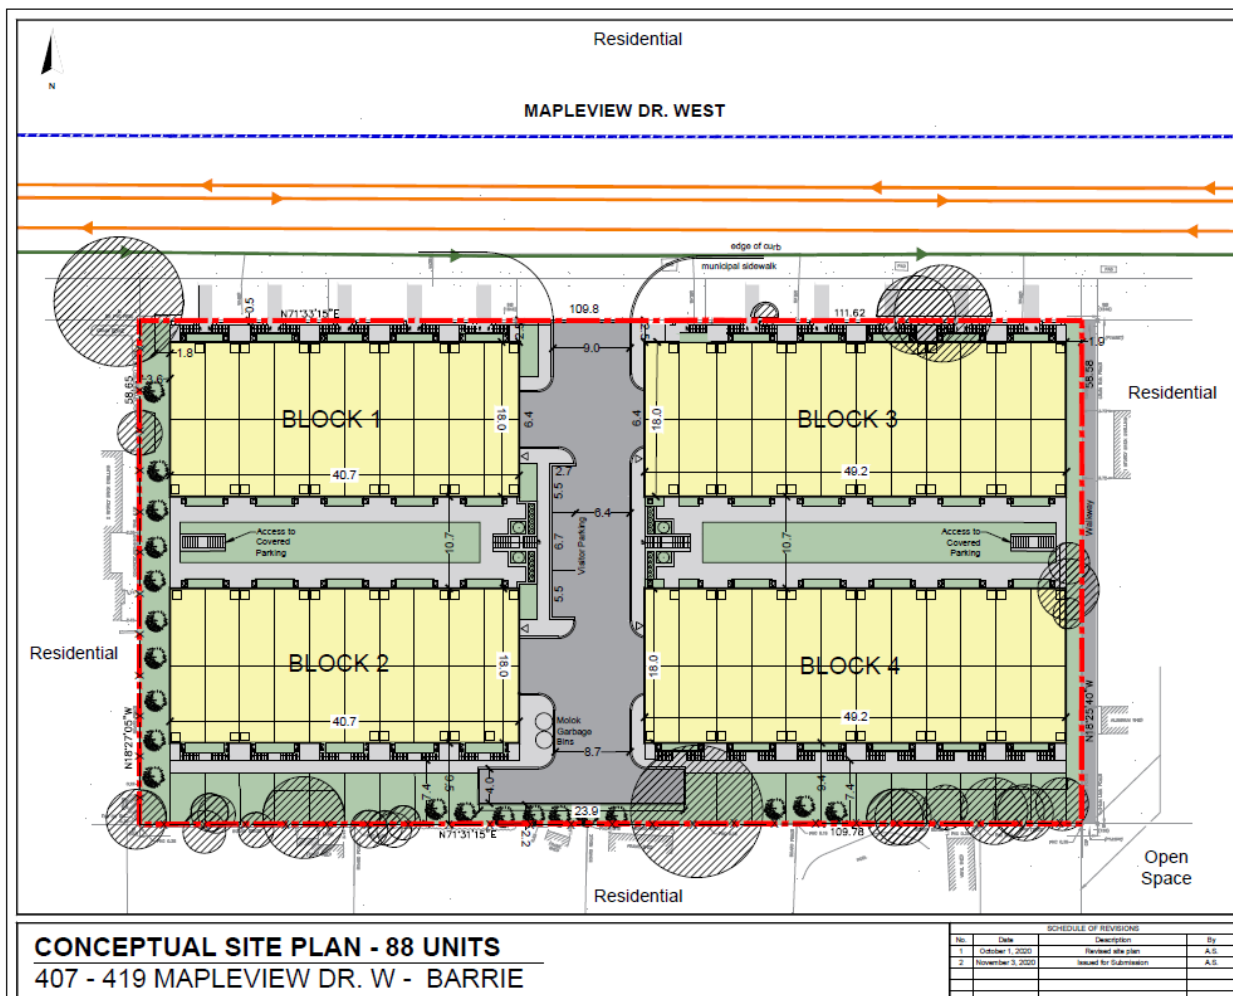 Residential
N
MAPLEVIEW DR. WEST
edge of curb
municipal sidewalk
N71°33'15"E
0.5
109.8
111.62
2.5
9.0
1.8
1.9
3.6
58.65
58.58
Residential
BLOCK 1
18.0
6.4
6.4
18.0
BLOCK 3
40.7
2.7
49.2
5.5
6.4
Access to
Covered
Parking
10.7
6.7
Visitor Parking
10.7
Access to
Covered
Parking
Walkway
5.5
Residential
BLOCK 2
18.0
18.0
BLOCK 4
40.7
49.2
N18°27'05"W
N18°25'40"W
Molok
Garbage
Bins
8.7
7.4
9.5
4.0
9.4
7.4
23.9
N71°31'15"E
2.2
109.78
Open
Space
Residential
CONCEPTUAL SITE PLAN - 88 UNITS
407 - 419 MAPLEVIEW DR. W - BARRIE
SCHEDULE OF REVISIONS
No. Date Description By
1 October 1, 2020 Revised site plan A.S.
2 November 3, 2020 Issued for Submission A.S.